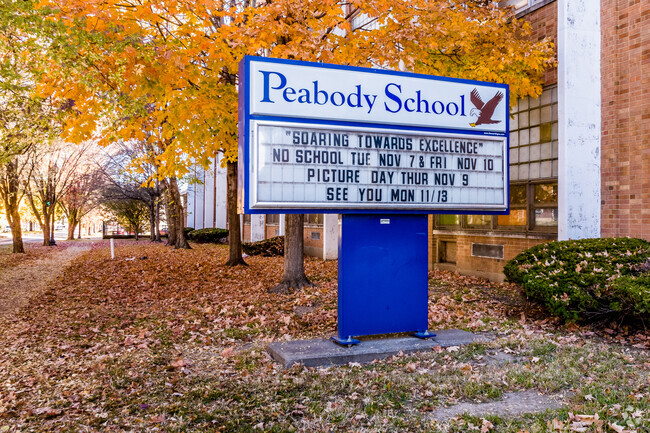 Peabody School
"SOARING TOWARDS EXCELLENCE"
NO SCHOOL TUE NOV 7 & FRI NOV 10
PICTURE DAY THUR NOV 9
SEE YOU MON 11/13